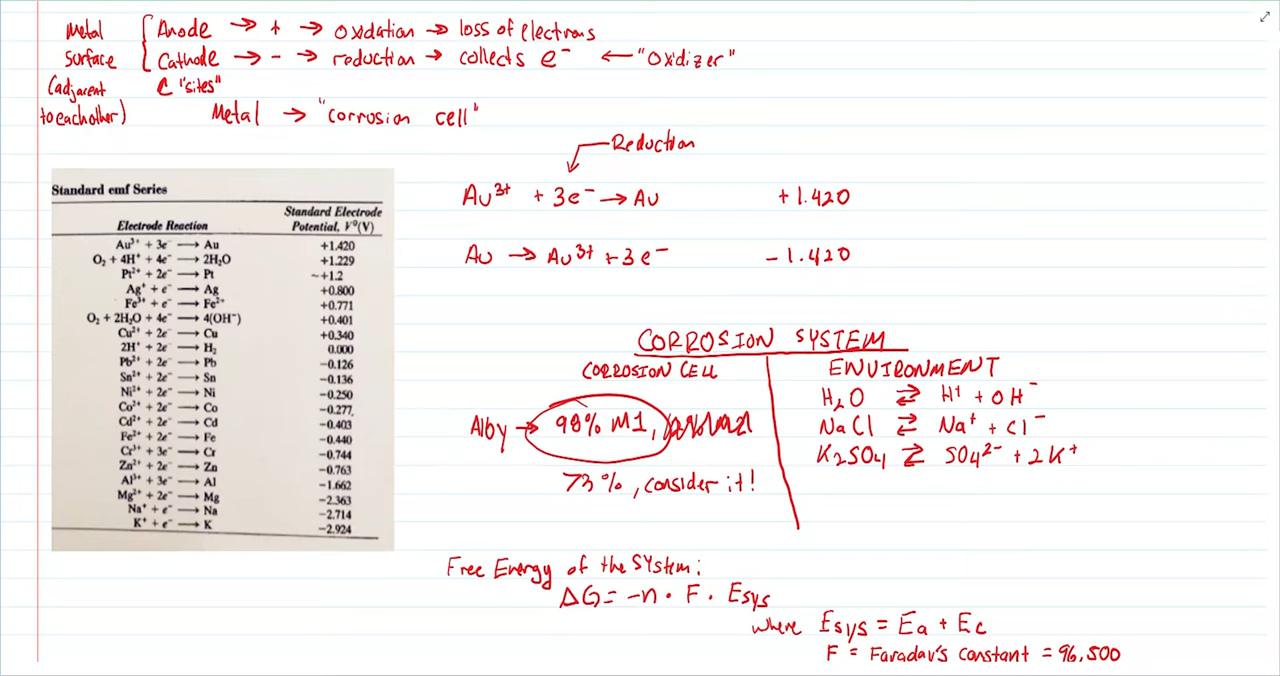 Metal Surface (adjacent to each other)
Anode → + → oxidation → loss of electrons
Cathode → - → reduction → collects e⁻ ← "Oxidizer"
"sites"
Metal → "corrosion cell"
Reduction
Au³⁺ + 3e⁻ → Au +1.420
Au → Au³⁺ + 3e⁻ -1.420
Standard emf Series
Electrode Reaction Standard Electrode Potential, V⁰(V)
Au³⁺ + 3e⁻ → Au +1.420
O₂ + 4H⁺ + 4e⁻ → 2H₂O +1.229
Pt²⁺ + 2e⁻ → Pt ~+1.2
Ag⁺ + e⁻ → Ag +0.800
Fe³⁺ + e⁻ → Fe²⁺ +0.771
O₂ + 2H₂O + 4e⁻ → 4(OH⁻) +0.401
Cu²⁺ + 2e⁻ → Cu +0.340
2H⁺ + 2e⁻ → H₂ 0.000
Pb²⁺ + 2e⁻ → Pb -0.126
Sn²⁺ + 2e⁻ → Sn -0.136
Ni²⁺ + 2e⁻ → Ni -0.250
Co²⁺ + 2e⁻ → Co -0.277
Cd²⁺ + 2e⁻ → Cd -0.403
Fe²⁺ + 2e⁻ → Fe -0.440
Cr³⁺ + 3e⁻ → Cr -0.744
Zn²⁺ + 2e⁻ → Zn -0.763
Al³⁺ + 3e⁻ → Al -1.662
Mg²⁺ + 2e⁻ → Mg -2.363
Na⁺ + e⁻ → Na -2.714
K⁺ + e⁻ → K -2.924
CORROSION SYSTEM
CORROSION CELL
Alby → 98% M1,
73%, consider it!
ENVIRONMENT
H₂O ⇄ H⁺ + OH⁻
NaCl ⇄ Na⁺ + Cl⁻
K2SO4 ⇄ SO4²⁻ + 2K⁺
Free Energy of the System:
ΔG = -n · F · Esys
where Esys = Ea + Ec
F = Faraday's constant = 96,500